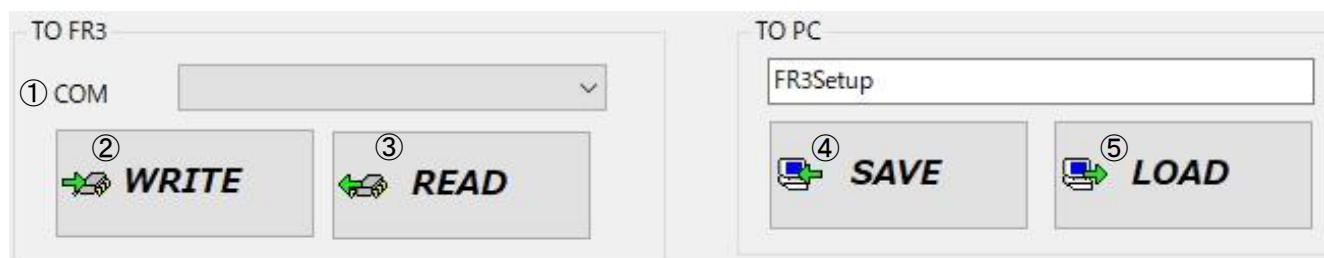 TO FR3
① COM
② WRITE
③ READ
TO PC
FR3Setup
④ SAVE
⑤ LOAD